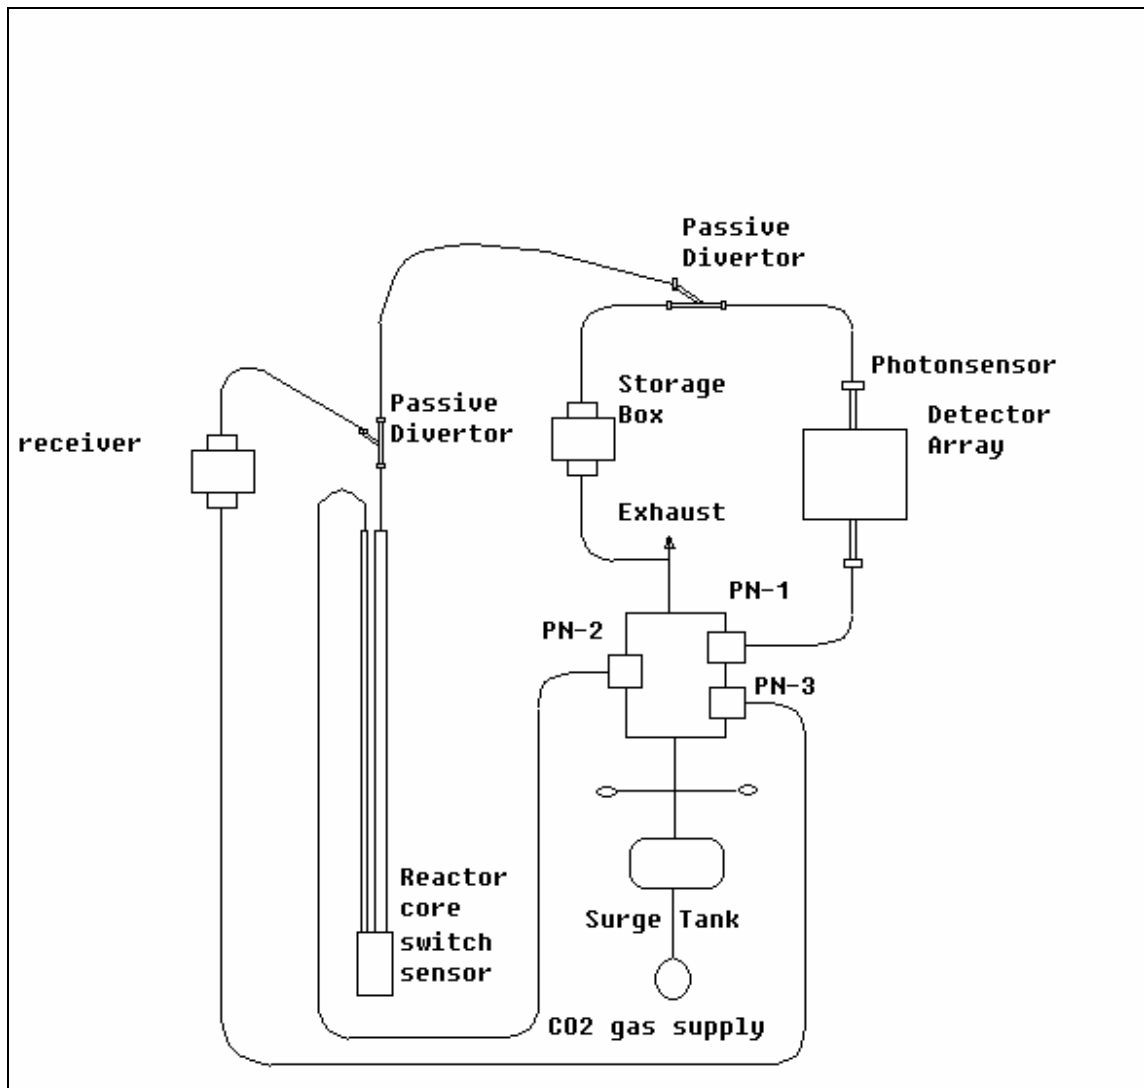 Passive
Divertor
Photonsensor
Storage
Box
Passive
Divertor
Detector
Array
receiver
Exhaust
PN-1
PN-2
PN-3
Reactor
core
switch
sensor
Surge Tank
CO2 gas supply